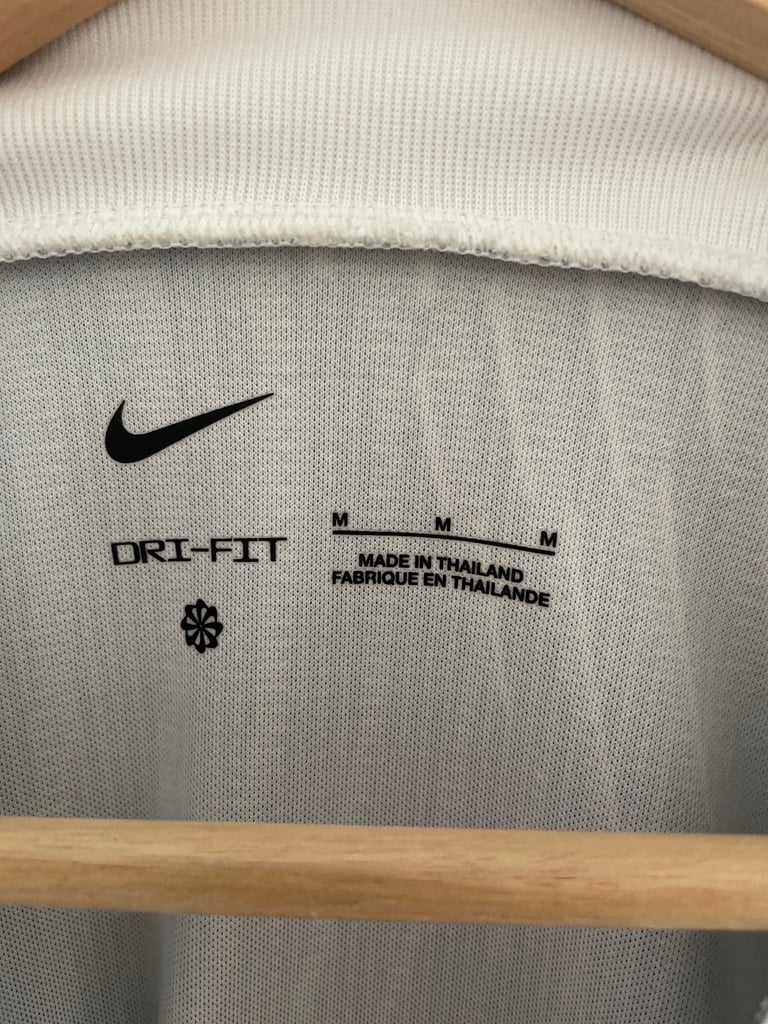 DRI-FIT
M M M
MADE IN THAILAND
FABRIQUE EN THAILANDE